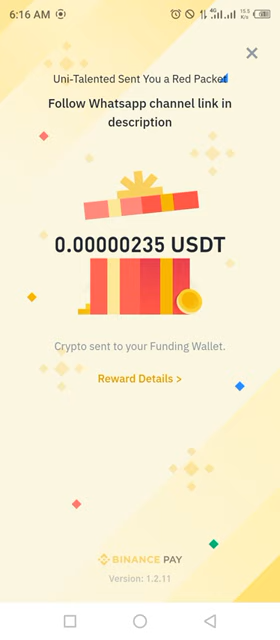 6:16 AM
4G
Uni-Talented Sent You a Red Packet
Follow Whatsapp channel link in
description
0.00000235 USDT
Crypto sent to your Funding Wallet.
Reward Details >
BINANCE PAY
Version: 1.2.11